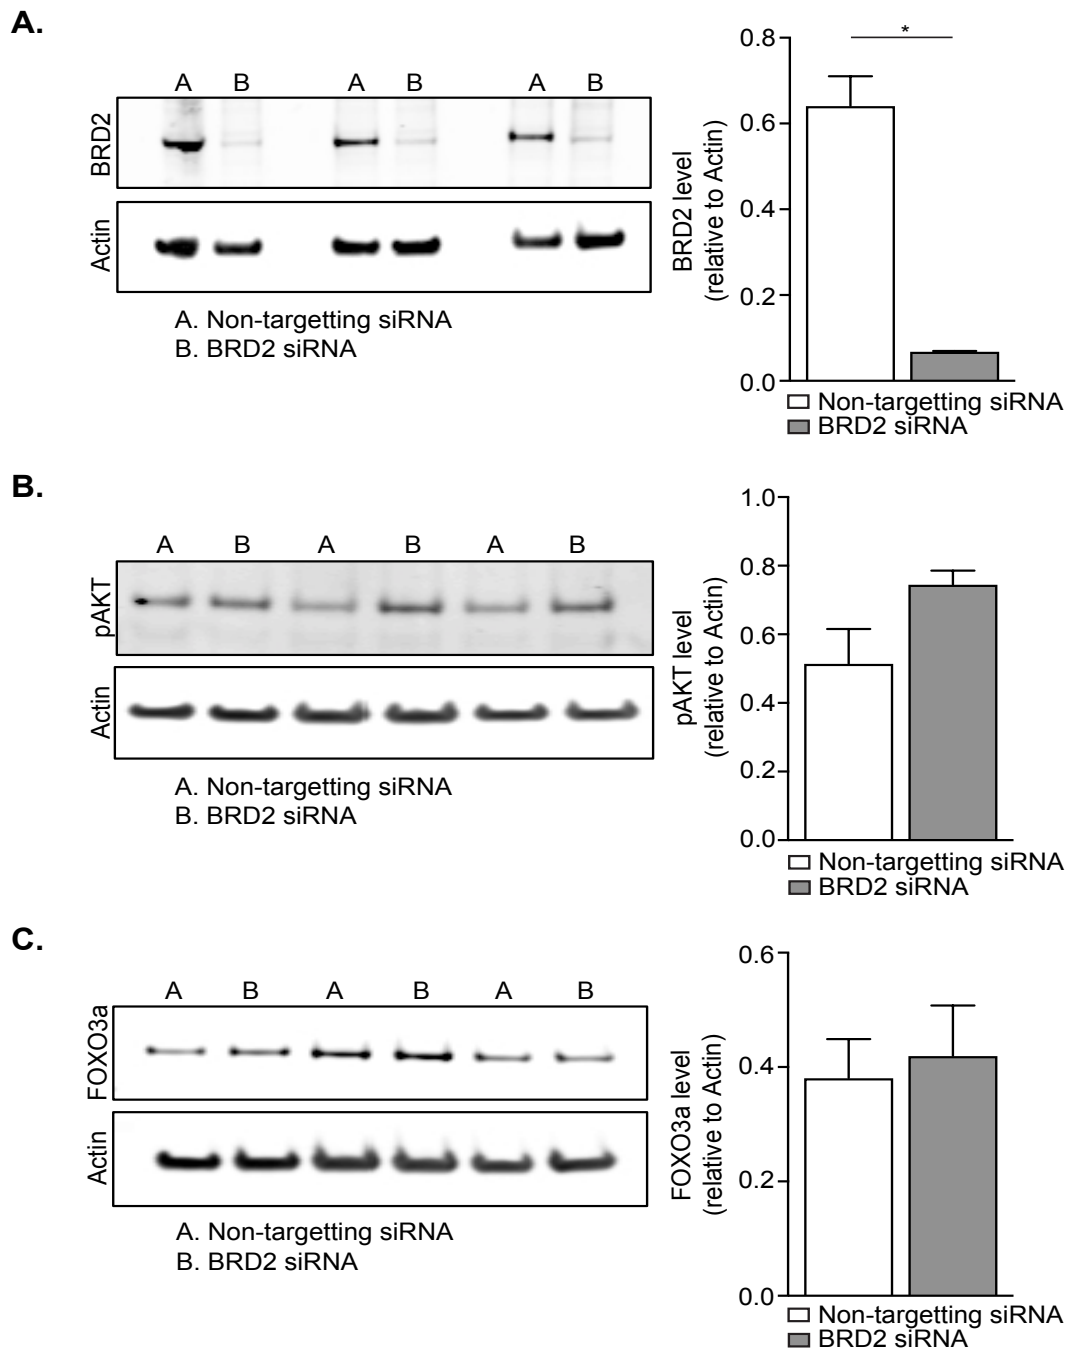 A.
A B A B A B
BRD2
Actin
A. Non-targetting siRNA
B. BRD2 siRNA
*
BRD2 level
(relative to Actin)
0.8
0.6
0.4
0.2
0.0
Non-targetting siRNA
BRD2 siRNA
B.
A B A B A B
pAKT
Actin
A. Non-targetting siRNA
B. BRD2 siRNA
pAKT level
(relative to Actin)
1.0
0.8
0.6
0.4
0.2
0.0
Non-targetting siRNA
BRD2 siRNA
C.
A B A B A B
FOXO3a
Actin
A. Non-targetting siRNA
B. BRD2 siRNA
FOXO3a level
(relative to Actin)
0.6
0.4
0.2
0.0
Non-targetting siRNA
BRD2 siRNA